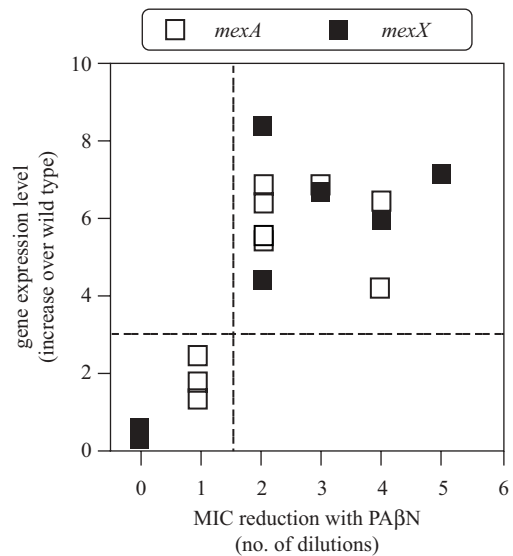 mexA mexX
10
8
6
4
2
0
gene expression level
(increase over wild type)
0 1 2 3 4 5 6
MIC reduction with PAβN
(no. of dilutions)